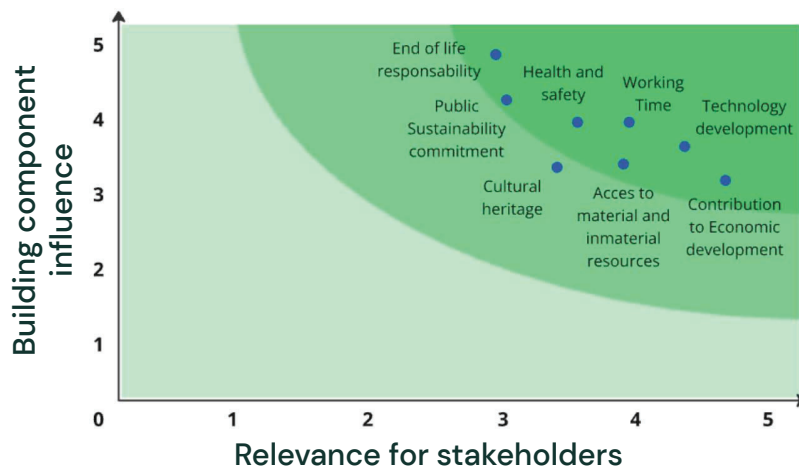 Building component
influence
5
4
3
2
1
0
1
2
3
4
5
Relevance for stakeholders
End of life
responsability
Health and
safety
Working
Time
Technology
development
Public
Sustainability
commitment
Cultural
heritage
Acces to
material and
inmaterial
resources
Contribution
to Economic
development